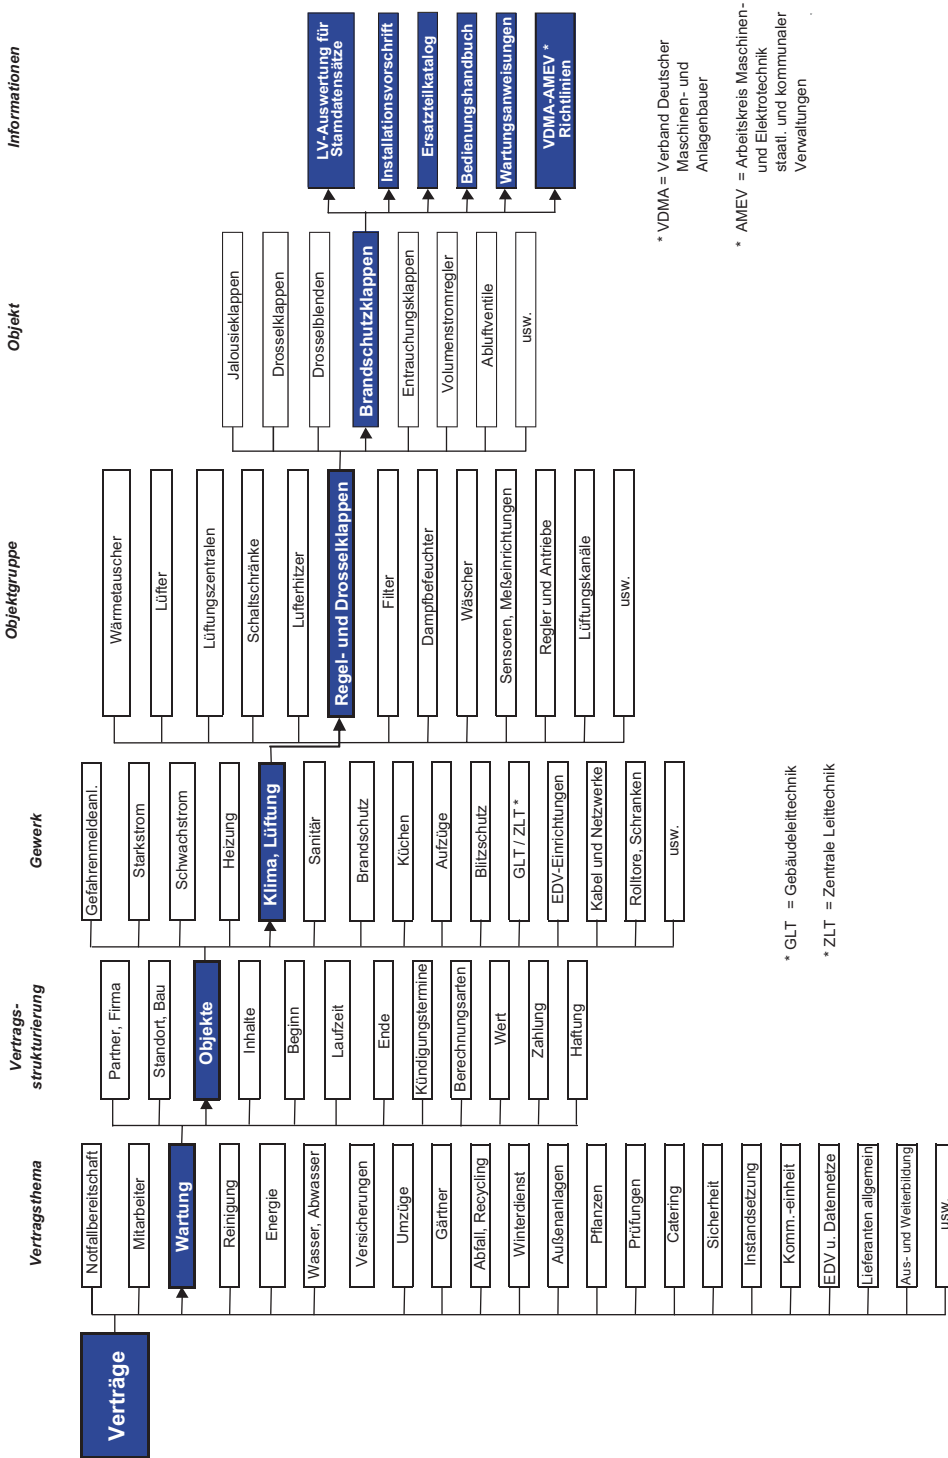 Vertragsthema
Vertrags-
strukturierung
Gewerk
Objektgruppe
Objekt
Informationen
Verträge
Notfallbereitschaft
Mitarbeiter
Wartung
Reinigung
Energie
Wasser, Abwasser
Versicherungen
Umzüge
Gärtner
Abfall, Recycling
Winterdienst
Außenanlagen
Pflanzen
Prüfungen
Catering
Sicherheit
Instandsetzung
Komm.-einheit
EDV u. Datennetze
Lieferanten allgemein
Aus- und Weiterbildung
usw.
Partner, Firma
Standort, Bau
Objekte
Inhalte
Beginn
Laufzeit
Ende
Kündigungstermine
Berechnungsarten
Wert
Zahlung
Haftung
Gefahrenmeldeanl.
Starkstrom
Schwachstrom
Heizung
Klima, Lüftung
Sanitär
Brandschutz
Küchen
Aufzüge
Blitzschutz
GLT / ZLT *
EDV-Einrichtungen
Kabel und Netzwerke
Rolltore, Schranken
usw.
Wärmetauscher
Lüfter
Lüftungszentralen
Schaltschränke
Lufterhitzer
Regel- und Drosselklappen
Filter
Dampfbefeuchter
Wäscher
Sensoren, Meßeinrichtungen
Regler und Antriebe
Lüftungskanäle
usw.
Jalousieklappen
Drosselklappen
Drosselblenden
Brandschutzklappen
Entrauchungsklappen
Volumenstromregler
Abluftventile
usw.
LV-Auswertung für
Stamdatensätze
Installationsvorschrift
Ersatzteilkatalog
Bedienungshandbuch
Wartungsanweisungen
VDMA-AMEV *
Richtlinien
* GLT = Gebäudeleittechnik
* ZLT = Zentrale Leittechnik
* VDMA = Verband Deutscher
Maschinen- und
Anlagenbauer
* AMEV = Arbeitskreis Maschinen-
und Elektrotechnik
staatl. und kommunaler
Verwaltungen